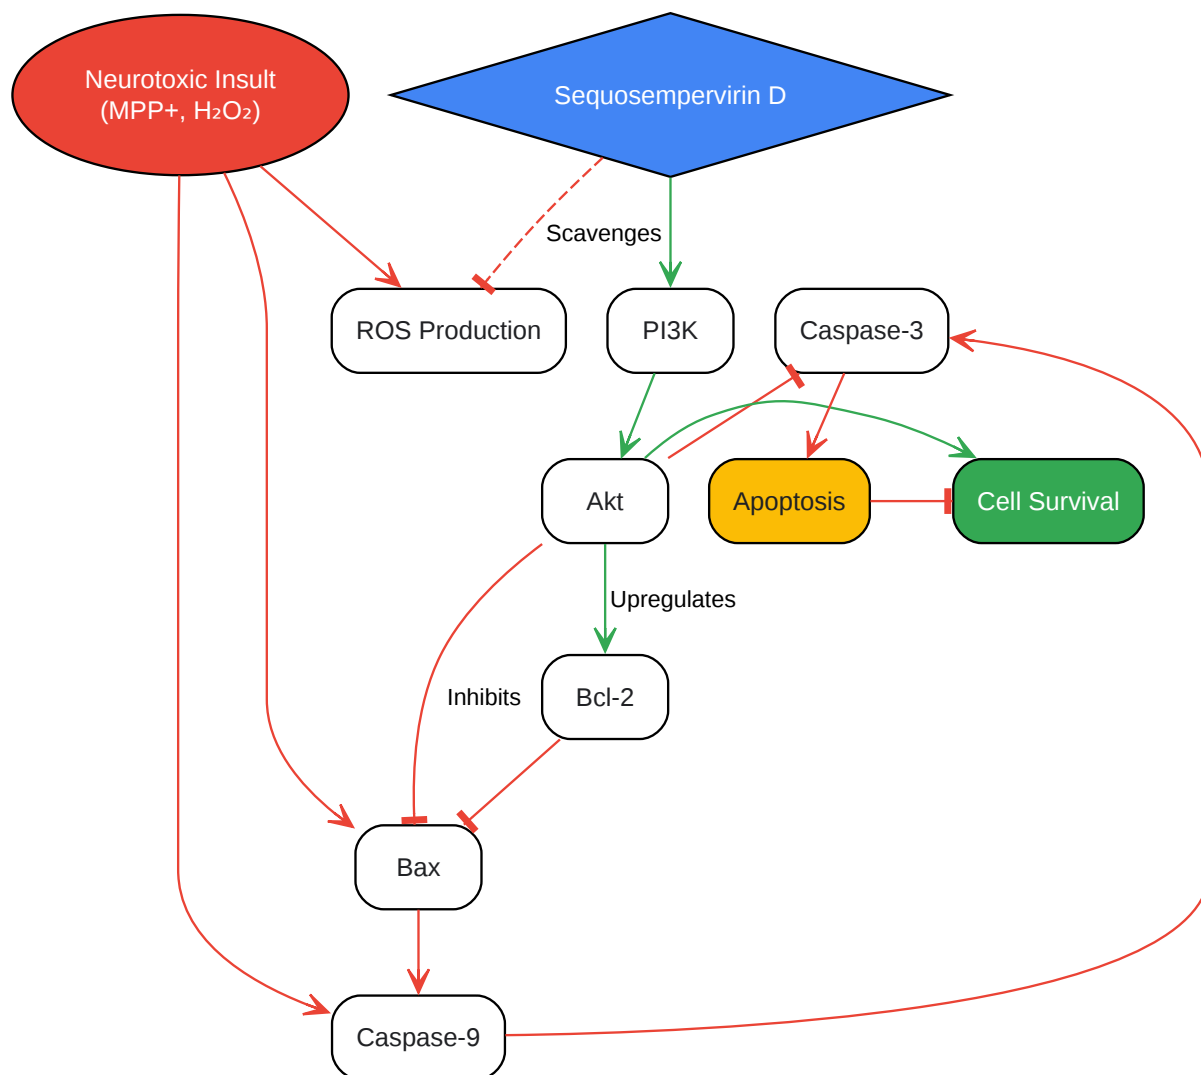 Neurotoxic Insult
(MPP+, H₂O₂)
Sequosempervirin D
Scavenges
ROS Production
PI3K
Caspase-3
Akt
Apoptosis
Cell Survival
Upregulates
Inhibits
Bcl-2
Bax
Caspase-9